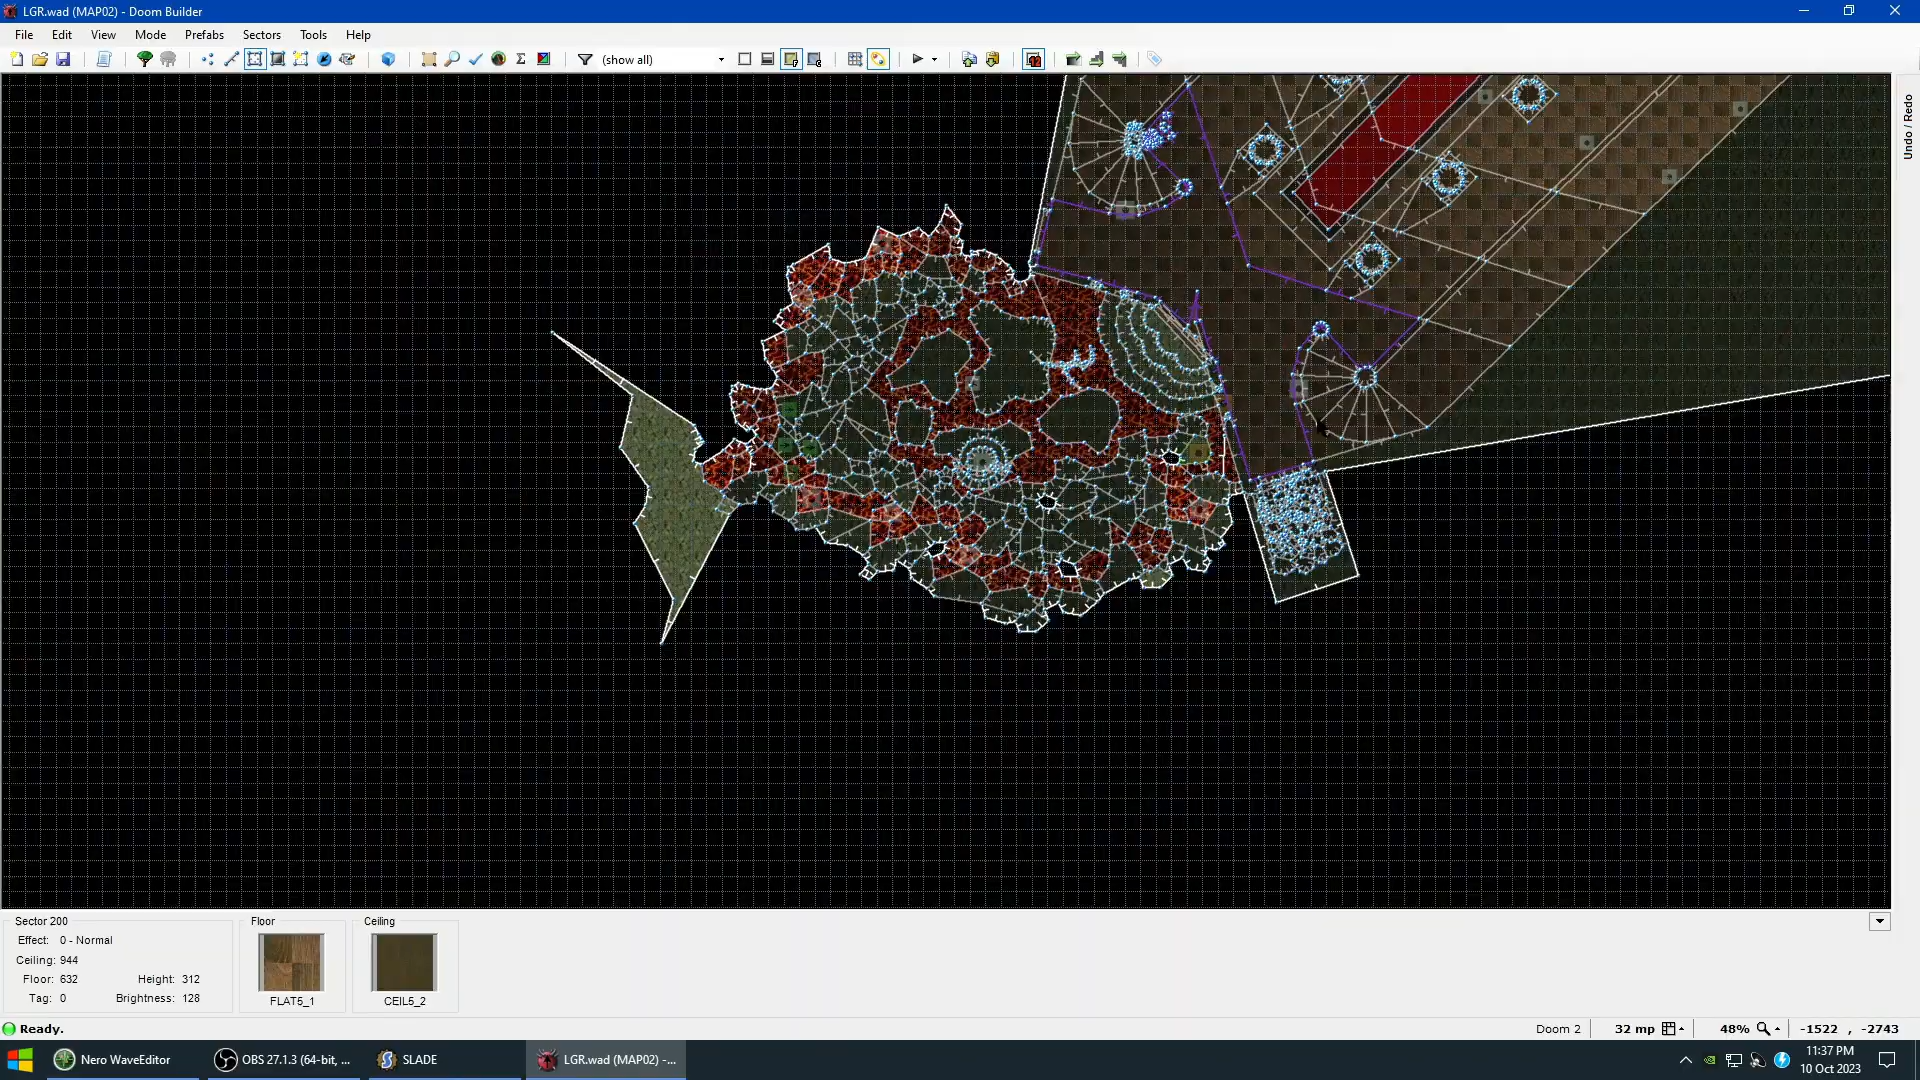 LGR.wad (MAP02) - Doom Builder
File Edit View Mode Prefabs Sectors Tools Help
(show all)
Undo / Redo
Sector 200
Effect: 0 - Normal
Ceiling: 944
Floor: 632 Height: 312
Tag: 0 Brightness: 128
Floor
FLAT5_1
Ceiling
CEIL5_2
Ready.
Doom 2 32 mp 48% -1522 , -2743
Nero WaveEditor
OBS 27.1.3 (64-bit, ...
SLADE
LGR.wad (MAP02) -...
11:37 PM
10 Oct 2023